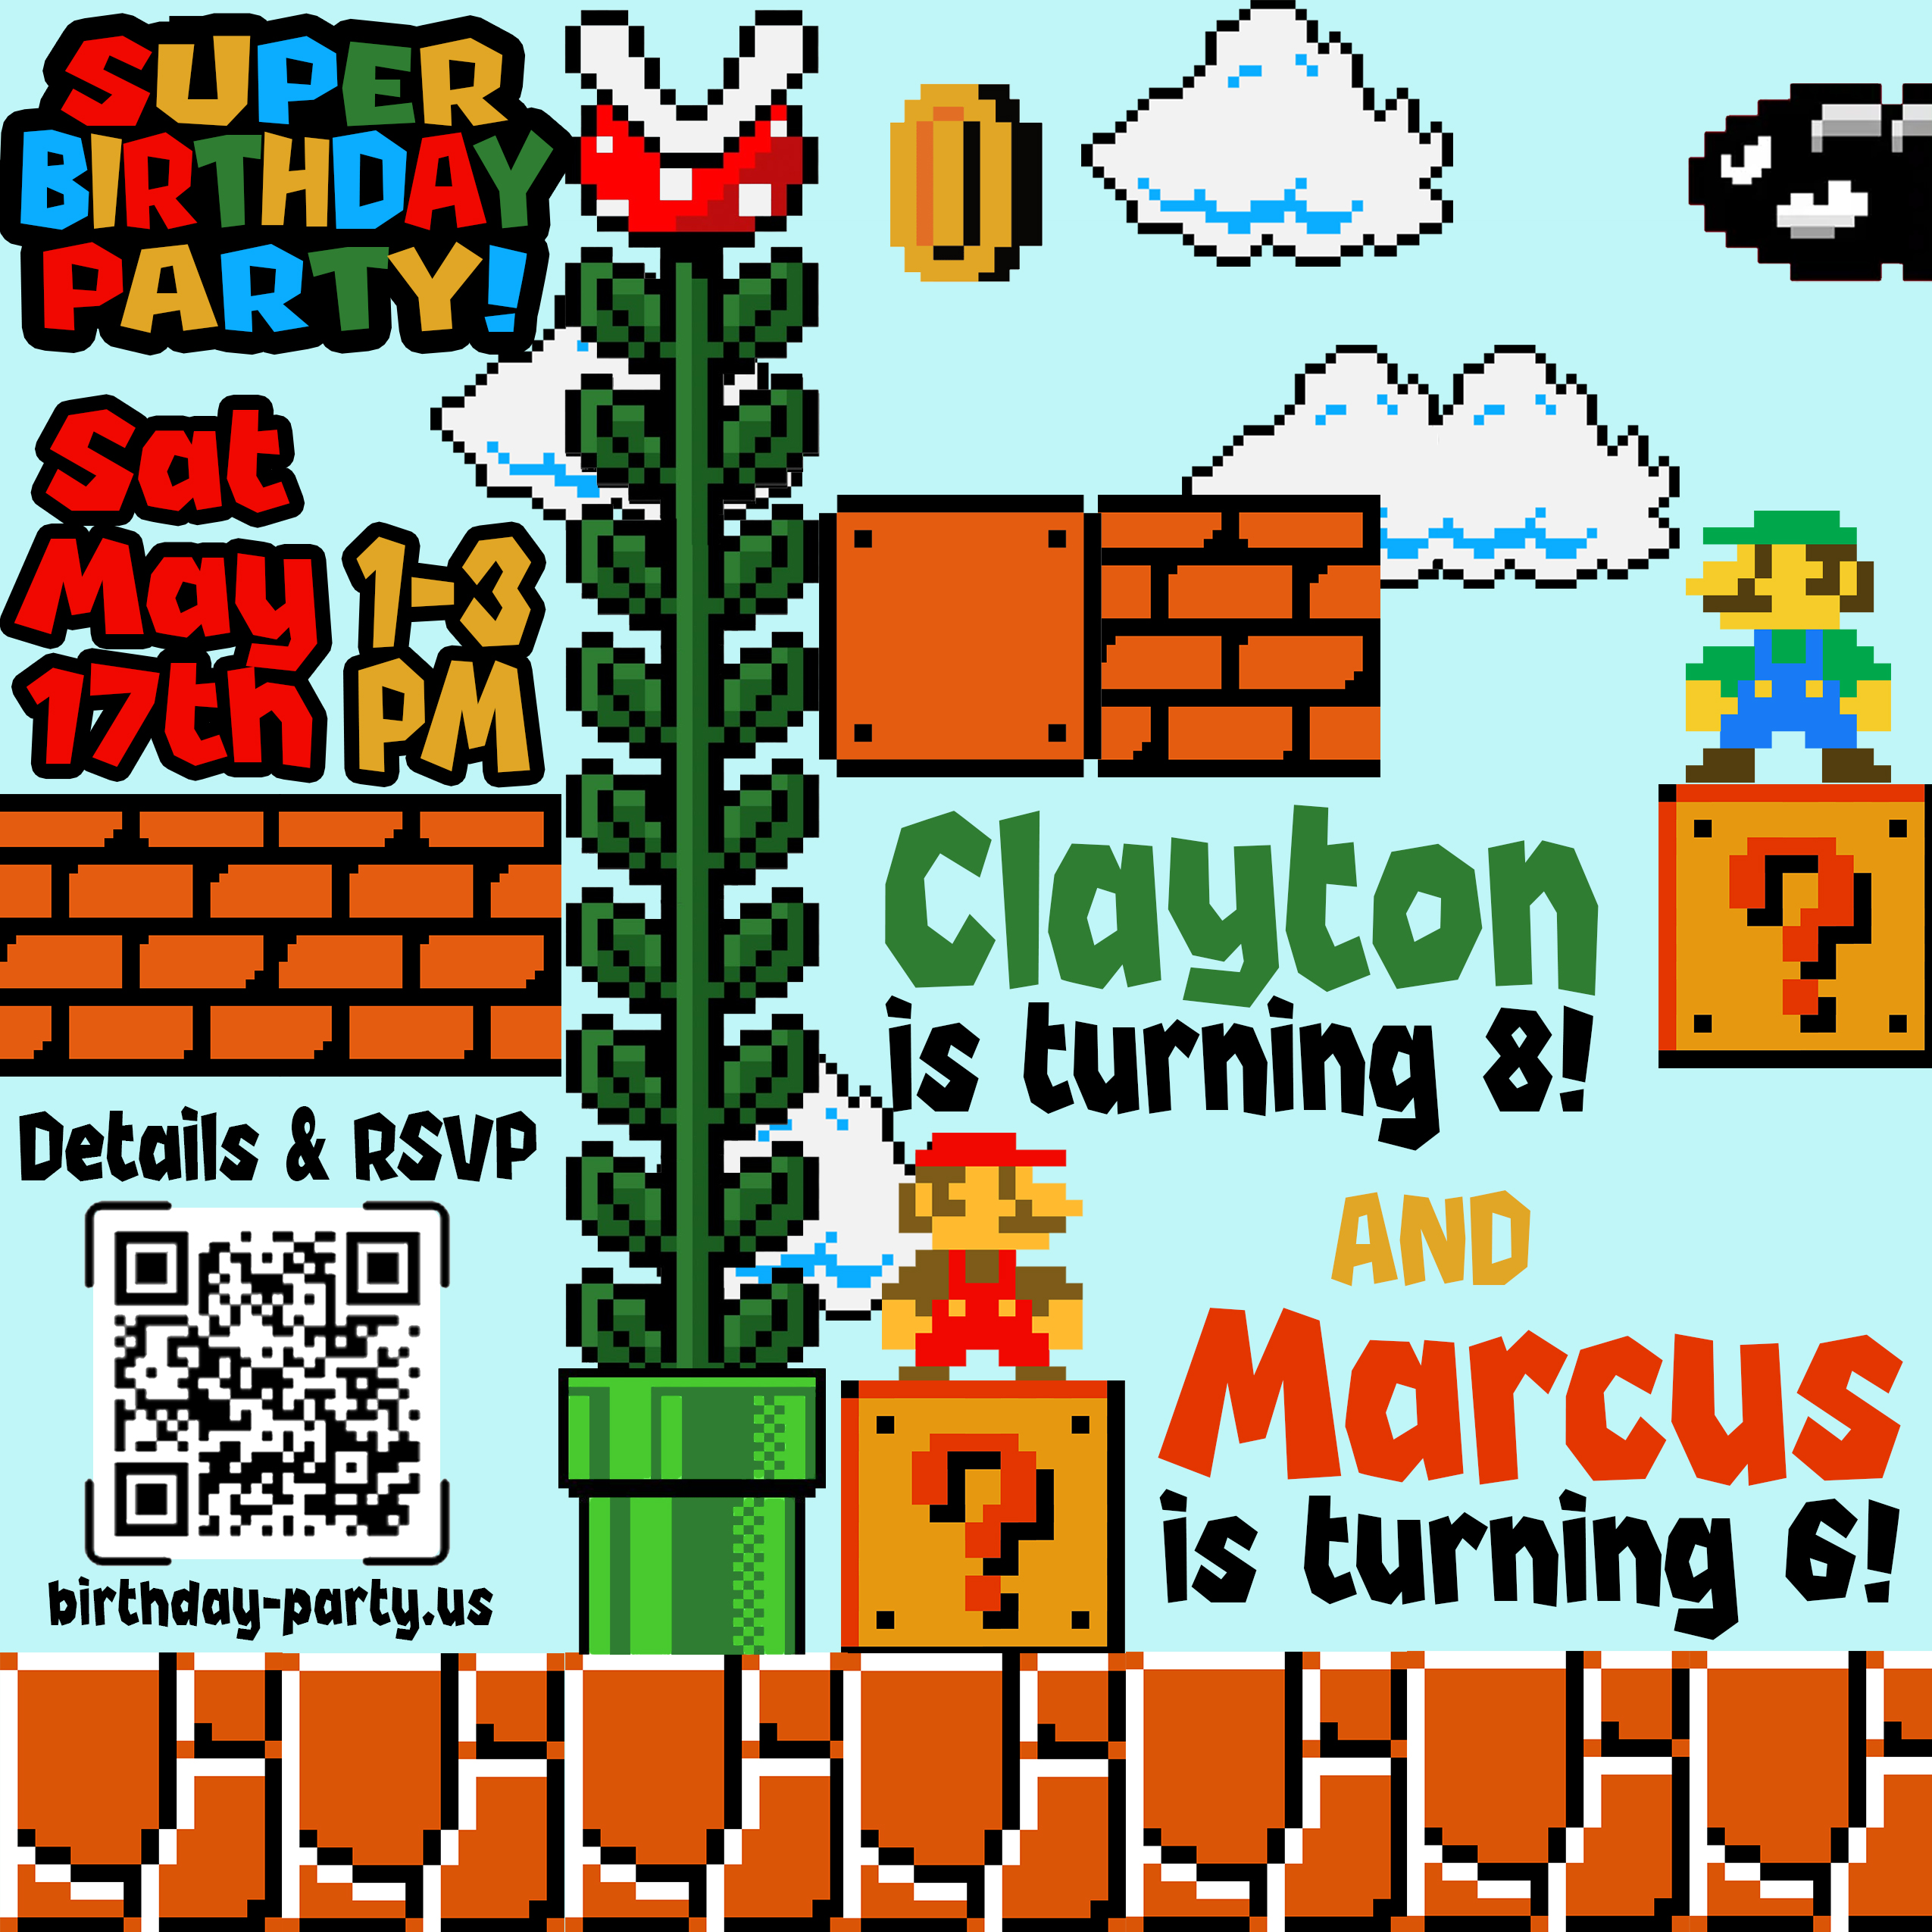 SUPER
BIRTHDAY
PARTY!
Sat
May
17th
1-3
PM
Details & RSVP
birthday-party.us
Clayton
is turning 8!
AND
Marcus
is turning 6!
?
?